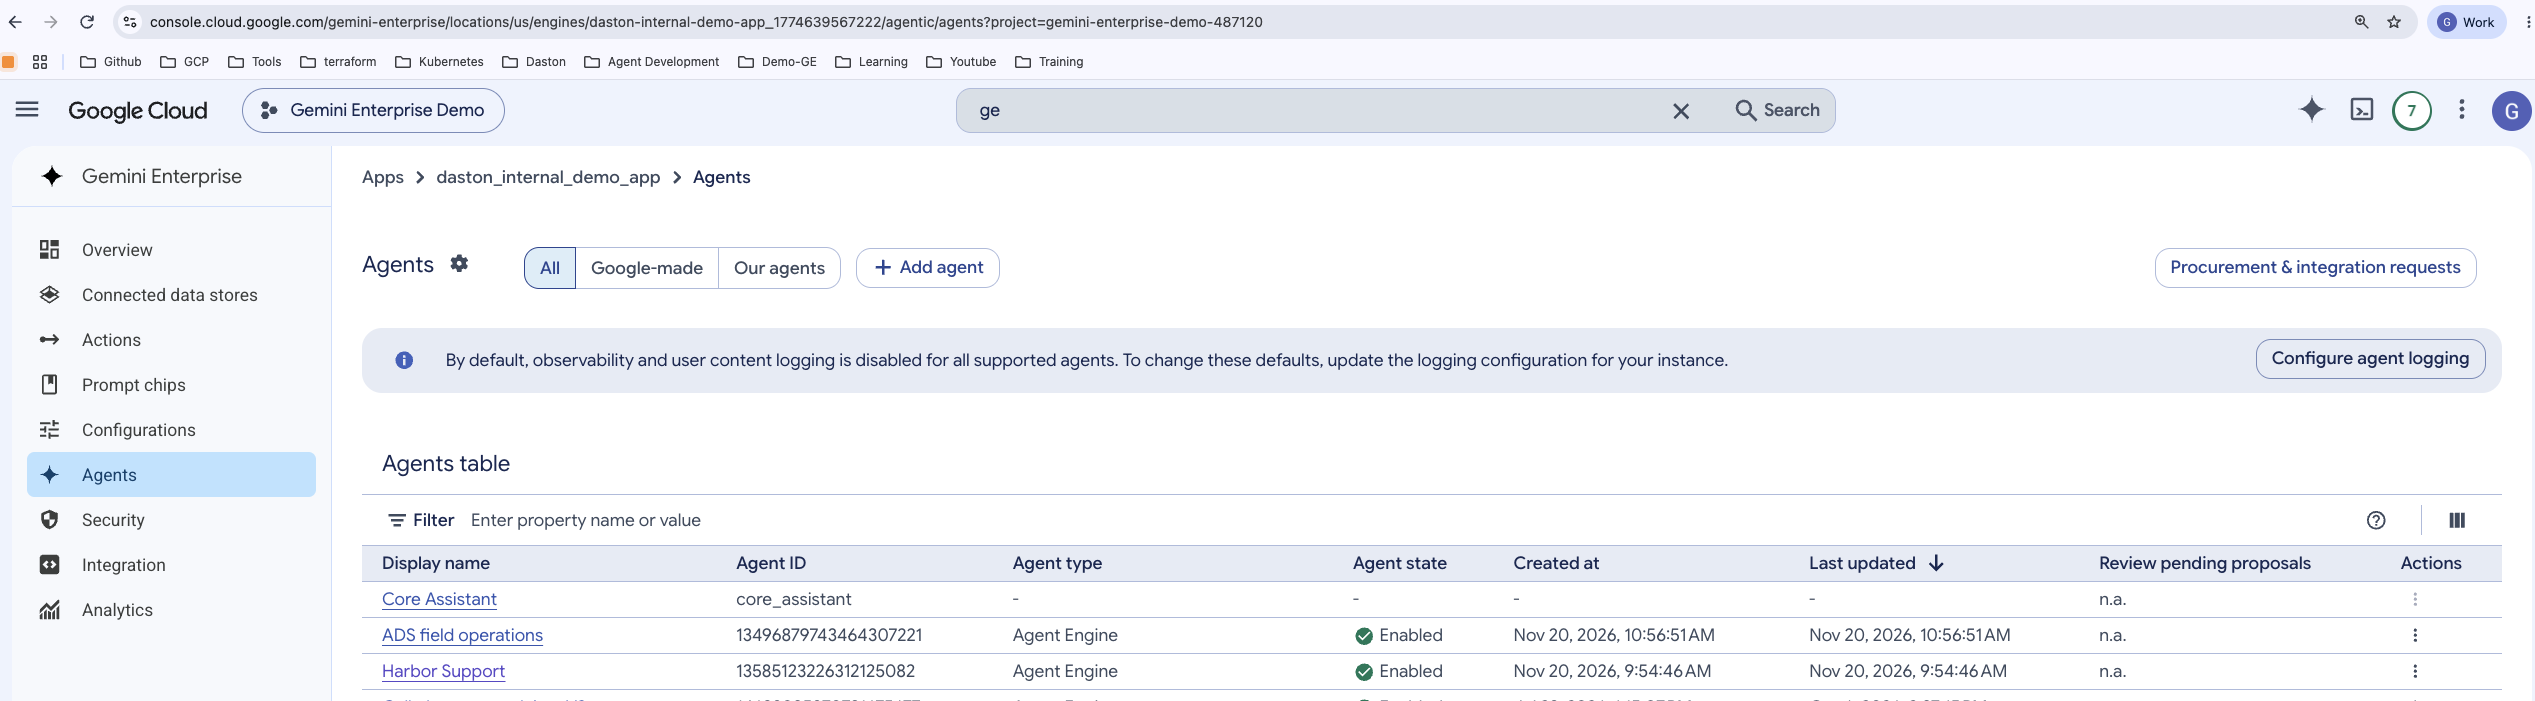 console.cloud.google.com/gemini-enterprise/locations/us/engines/daston-internal-demo-app_1774639567222/agentic/agents?project=gemini-enterprise-demo-487120
G Work
Github GCP Tools terraform Kubernetes Daston Agent Development Demo-GE Learning Youtube Training
Google Cloud Gemini Enterprise Demo ge Search 7 G
Gemini Enterprise
Overview
Connected data stores
Actions
Prompt chips
Configurations
Agents
Security
Integration
Analytics
Apps > daston_internal_demo_app > Agents
Agents All Google-made Our agents + Add agent Procurement & integration requests
By default, observability and user content logging is disabled for all supported agents. To change these defaults, update the logging configuration for your instance. Configure agent logging
Agents table
Filter Enter property name or value
Display name Agent ID Agent type Agent state Created at Last updated Review pending proposals Actions
Core Assistant core_assistant - - - - n.a.
ADS field operations 13496879743464307221 Agent Engine Enabled Nov 20, 2026, 10:56:51 AM Nov 20, 2026, 10:56:51 AM n.a.
Harbor Support 13585123226312125082 Agent Engine Enabled Nov 20, 2026, 9:54:46 AM Nov 20, 2026, 9:54:46 AM n.a.